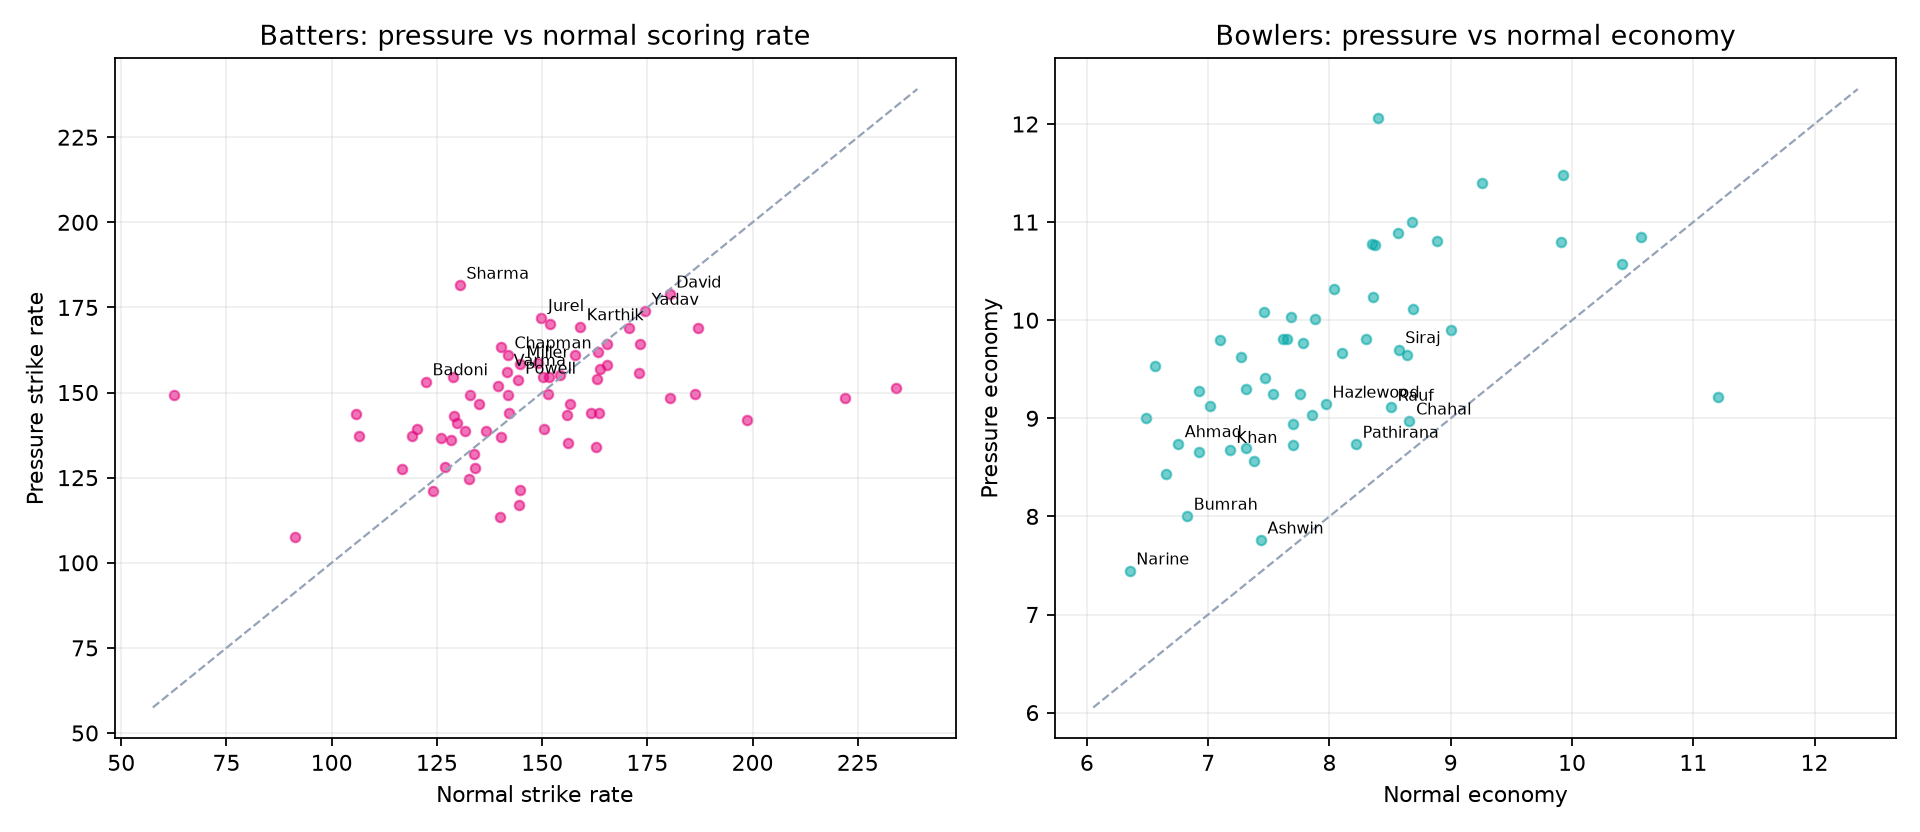 Batters: pressure vs normal scoring rate
Pressure strike rate
225
200
175
150
125
100
75
50
Sharma
David
Yadav
Jurel
Karthik
Chapman
Miller
Varma
Powell
Badoni
50 75 100 125 150 175 200 225
Normal strike rate
Bowlers: pressure vs normal economy
Pressure economy
12
11
10
9
8
7
6
Siraj
Hazlewood
Rauf
Chahal
Pathirana
Ahmad
Khan
Bumrah
Ashwin
Narine
6 7 8 9 10 11 12
Normal economy